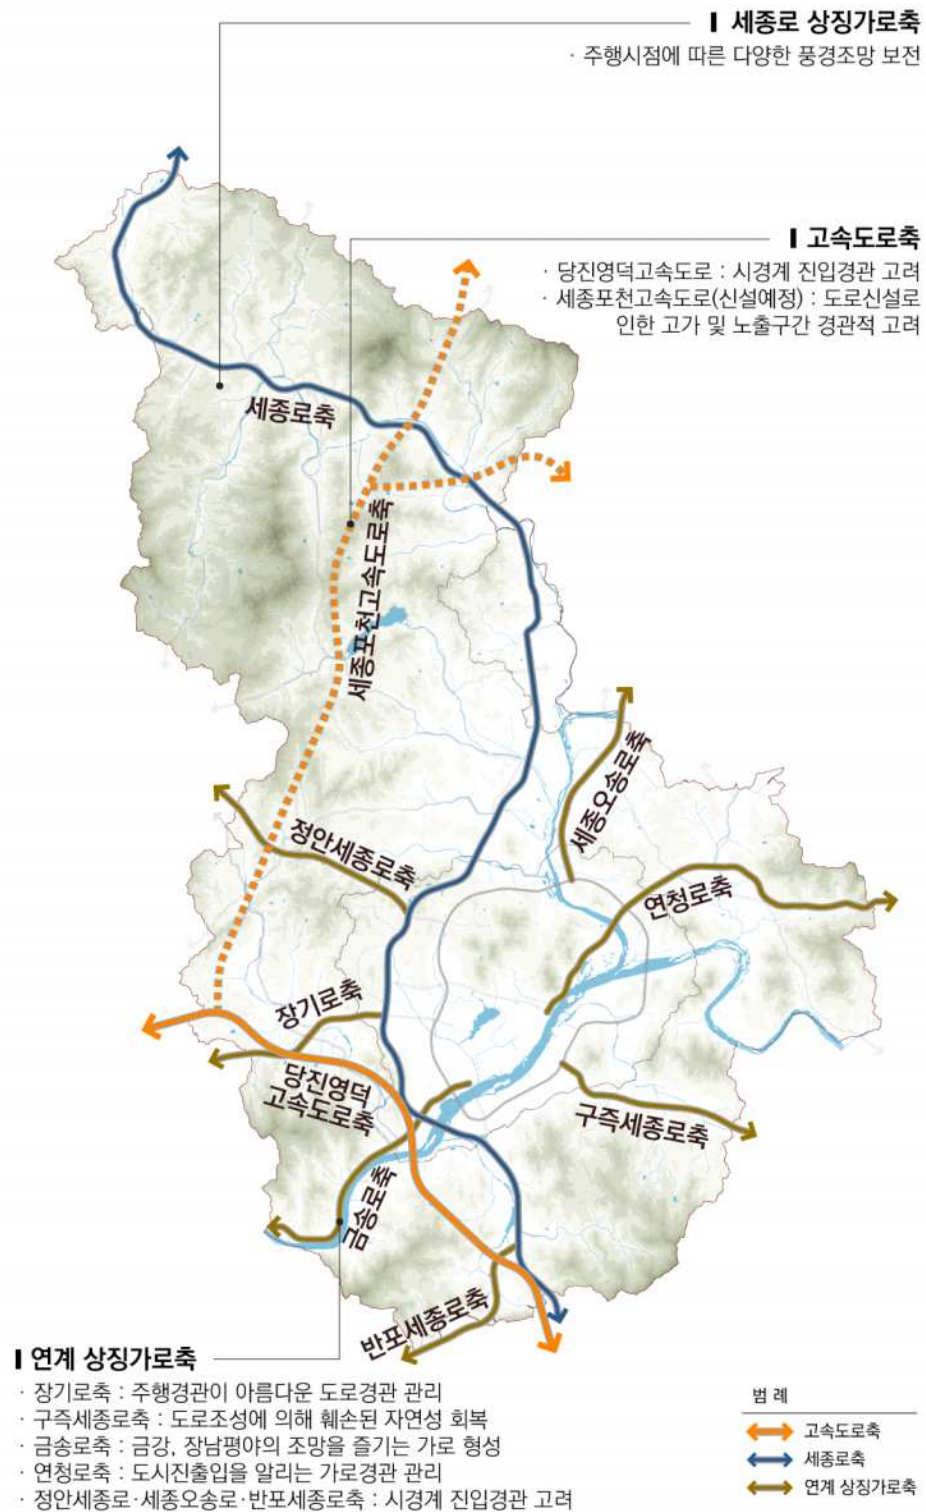 세종로 상징가로축
· 주행시점에 따른 다양한 풍경조망 보전
고속도로축
· 당진영덕고속도로 : 시경계 진입경관 고려
· 세종포천고속도로(신설예정) : 도로신설로
인한 고가 및 노출구간 경관적 고려
세종로축
세종포천고속도로축
세종오송로축
정안세종로축
연청로축
장기로축
당진영덕
고속도로축
구즉세종로축
금송로축
반포세종로축
연계 상징가로축
· 장기로축 : 주행경관이 아름다운 도로경관 관리
· 구즉세종로축 : 도로조성에 의해 훼손된 자연성 회복
· 금송로축 : 금강, 장남평야의 조망을 즐기는 가로 형성
· 연청로축 : 도시진출입을 알리는 가로경관 관리
· 정안세종로·세종오송로·반포세종로축 : 시경계 진입경관 고려
범 례
고속도로축
세종로축
연계 상징가로축